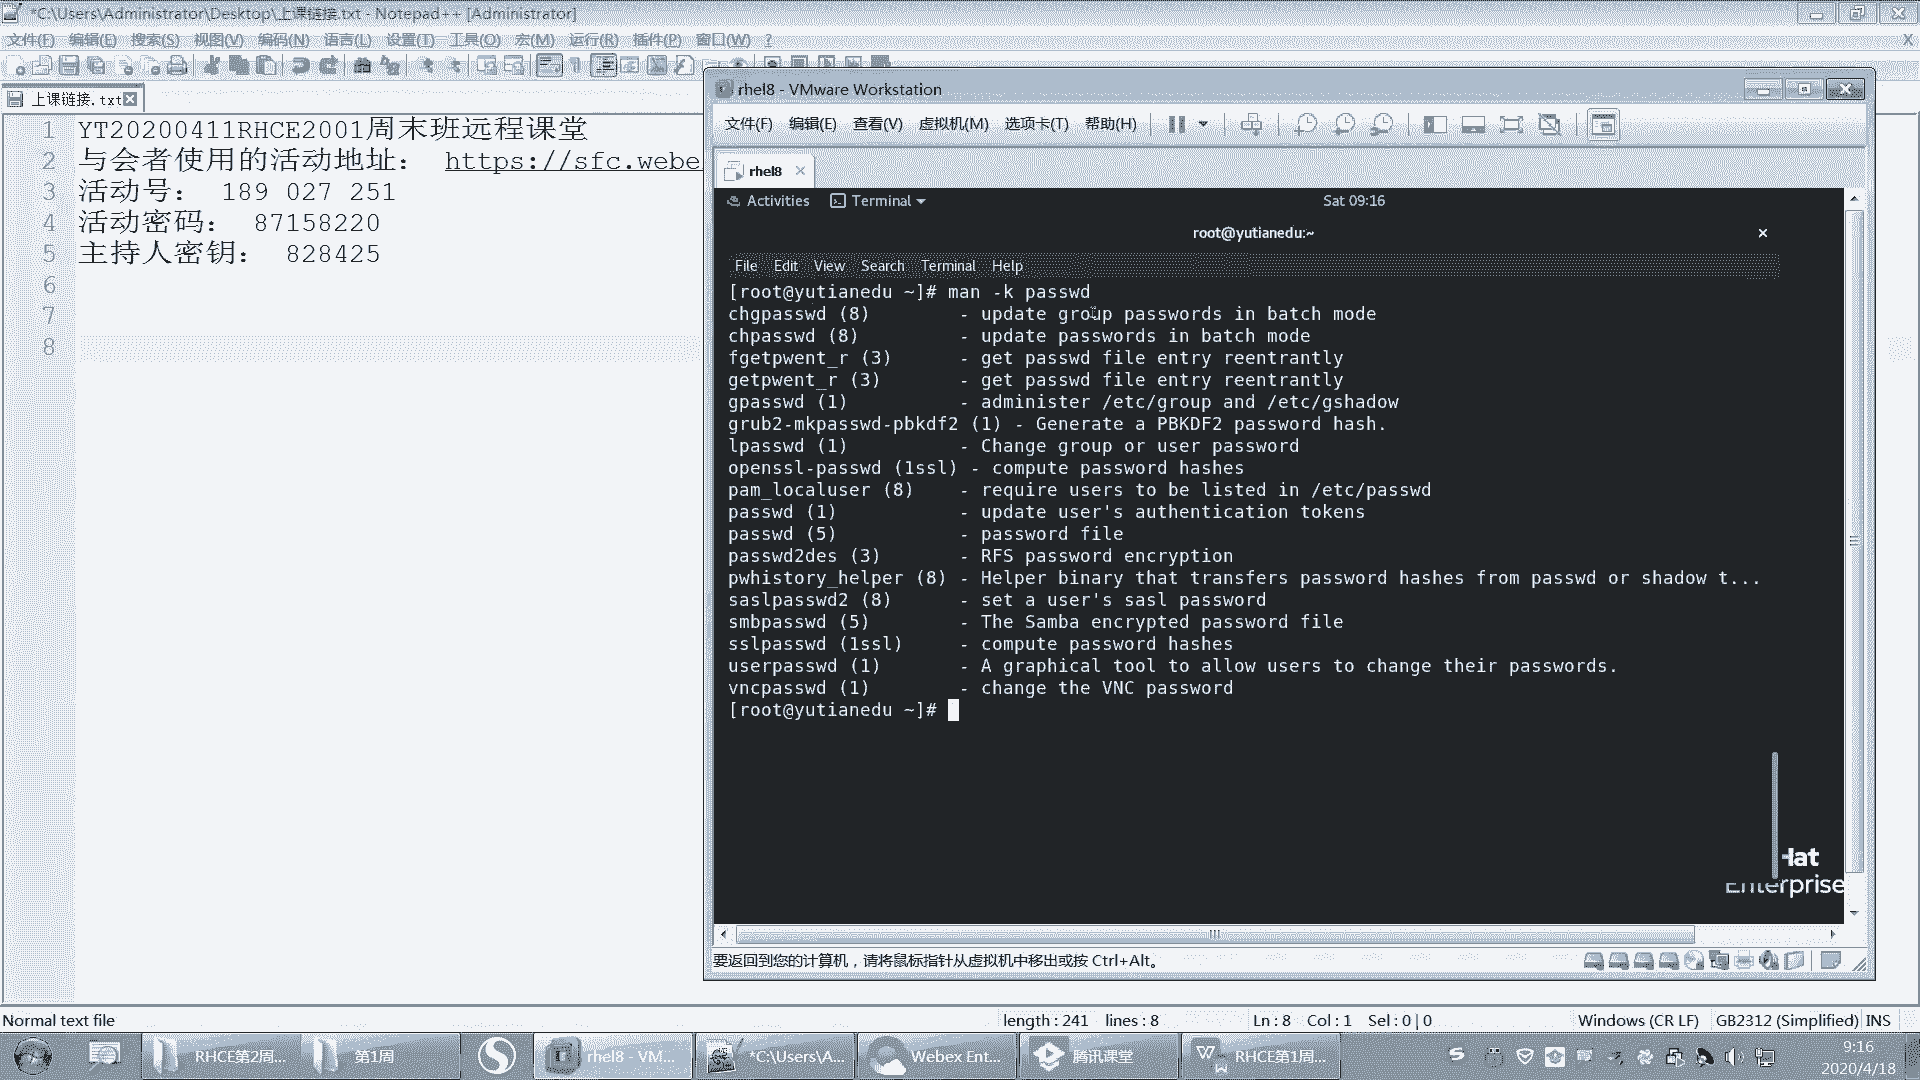 *C:\Users\Administrator\Desktop\上课链接.txt - Notepad++ [Administrator]
文件(F) 编辑(E) 搜索(S) 视图(V) 编码(N) 语言(L) 设置(T) 工具(O) 宏(M) 运行(R) 插件(P) 窗口(W) ?
上课链接.txt
1 YT20200411RHCE2001周末班远程课堂
2 与会者使用的活动地址： https://sfc.webe
3 活动号： 189 027 251
4 活动密码： 87158220
5 主持人密钥： 828425
6
7
8
rhel8 - VMware Workstation
文件(F) 编辑(E) 查看(V) 虚拟机(M) 选项卡(T) 帮助(H)
rhel8
Activities Terminal Sat 09:16
root@yutianedu:~
File Edit View Search Terminal Help
[root@yutianedu ~]# man -k passwd
chgpasswd (8) - update group passwords in batch mode
chpasswd (8) - update passwords in batch mode
fgetpwent_r (3) - get passwd file entry reentrantly
getpwent_r (3) - get passwd file entry reentrantly
gpasswd (1) - administer /etc/group and /etc/gshadow
grub2-mkpasswd-pbkdf2 (1) - Generate a PBKDF2 password hash.
lpasswd (1) - Change group or user password
openssl-passwd (1ssl) - compute password hashes
pam_localuser (8) - require users to be listed in /etc/passwd
passwd (1) - update user's authentication tokens
passwd (5) - password file
passwd2des (3) - RFS password encryption
pwhistory_helper (8) - Helper binary that transfers password hashes from passwd or shadow t...
saslpasswd2 (8) - set a user's sasl password
smbpasswd (5) - The Samba encrypted password file
sslpasswd (1ssl) - compute password hashes
userpasswd (1) - A graphical tool to allow users to change their passwords.
vncpasswd (1) - change the VNC password
[root@yutianedu ~]#
Hat
Enterprise
要返回到您的计算机，请将鼠标指针从虚拟机中移出或按 Ctrl+Alt。
Normal text file length : 241 lines : 8 Ln : 8 Col : 1 Sel : 0 | 0 Windows (CR LF) GB2312 (Simplified) INS
RHCE第2周... 第1周 rhel8 - VM... *C:\Users\A... Webex Ent... 腾讯课堂 RHCE第1周...
9:16
2020/4/18